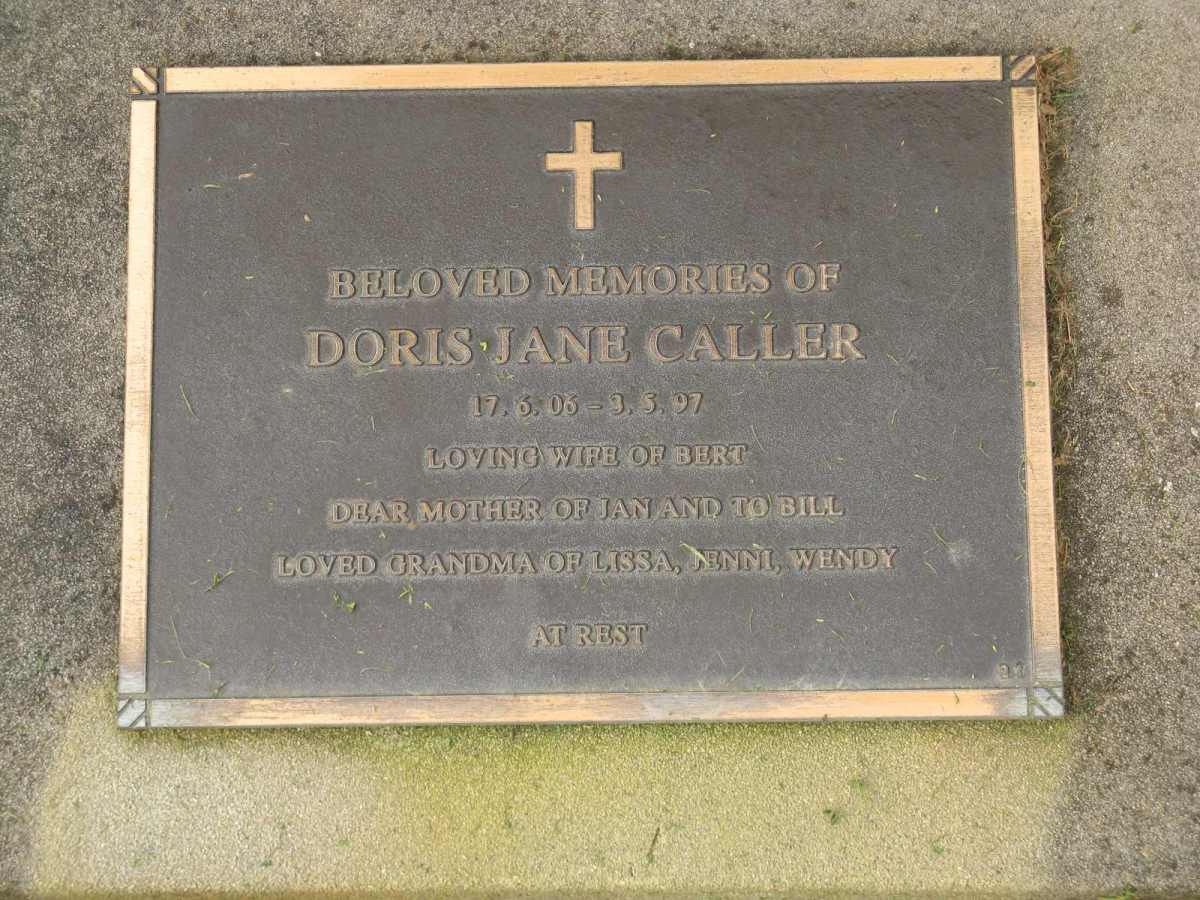 BELOVED MEMORIES OF
DORIS JANE CALLER
17. 6. 06 – 3. 5. 97
LOVING WIFE OF BERT
DEAR MOTHER OF JAN AND TO BILL
LOVED GRANDMA OF LISSA, JENNI, WENDY
AT REST